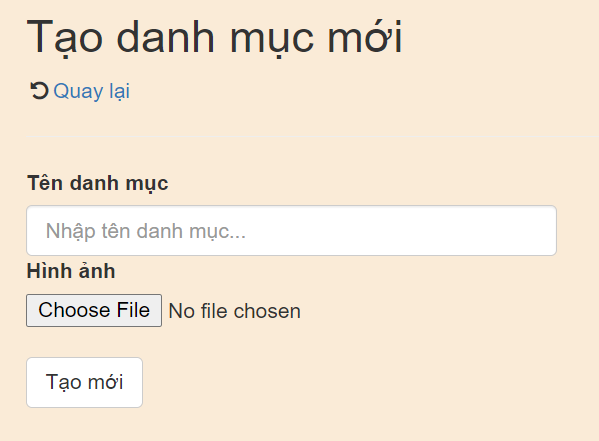 Tạo danh mục mới
Quay lại
Tên danh mục
Nhập tên danh mục...
Hình ảnh
Choose File No file chosen
Tạo mới